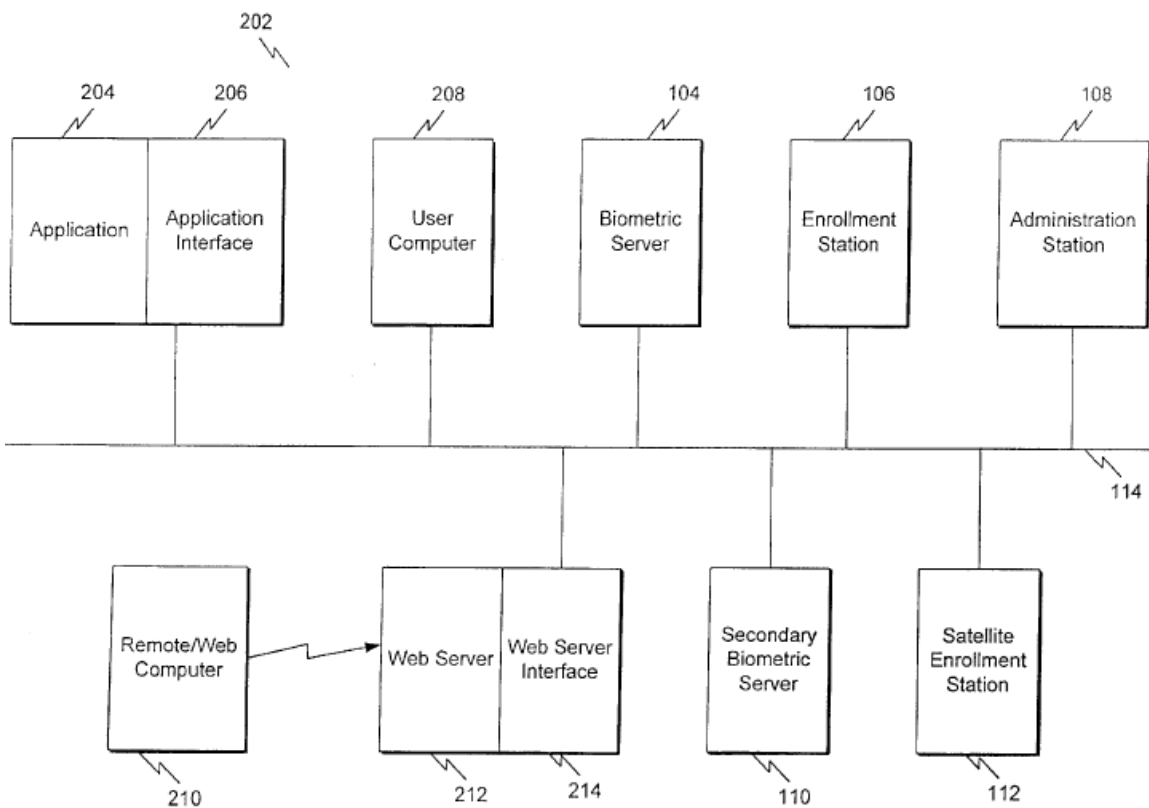 202
204
206
208
104
106
108
Application
Application
Interface
User
Computer
Biometric
Server
Enrollment
Station
Administration
Station
114
Remote/Web
Computer
Web Server
Web Server
Interface
Secondary
Biometric
Server
Satellite
Enrollment
Station
210
212
214
110
112